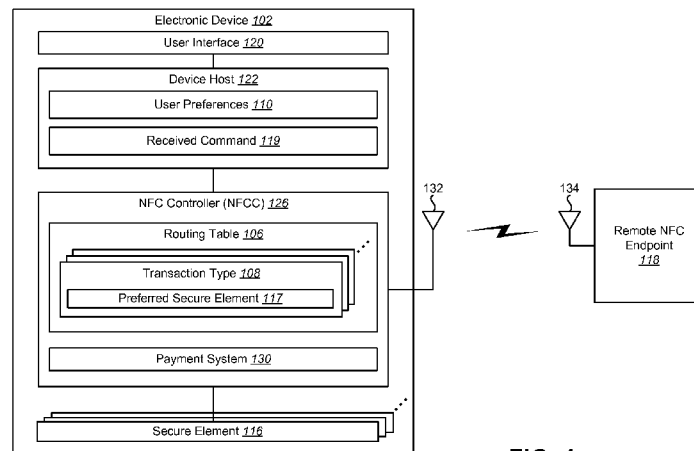 Electronic Device 102
User Interface 120
Device Host 122
User Preferences 110
Received Command 119
NFC Controller (NFCC) 126
Routing Table 106
Transaction Type 108
Preferred Secure Element 117
Payment System 130
Secure Element 116
132
134
Remote NFC
Endpoint
118